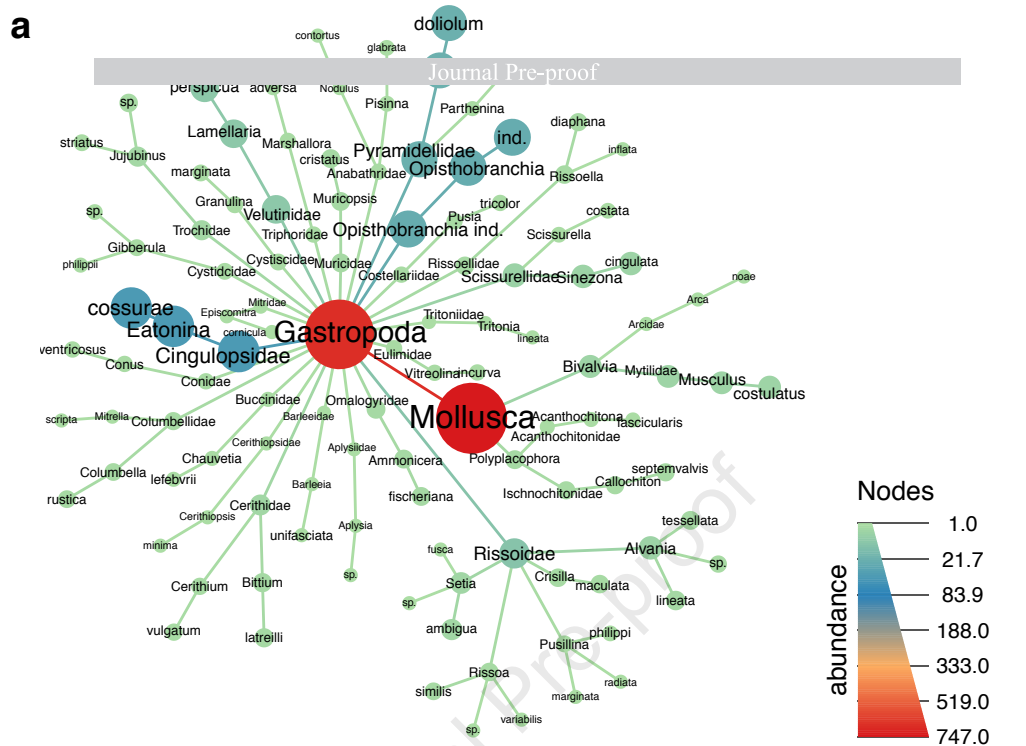 a
doliolum
contortus
glabrata
Journal Pre-proof
perspicua
adversa
Nodulus
sp.
Pisinna
Parthenina
diaphana
striatus
Lamellaria
ind.
Jujubinus
Marshallora
cristatus
Pyramidellidae
inflata
marginata
Anabathridae
Opisthobranchia
Rissoella
Granulina
Muricopsis
tricolor
sp.
Velutinidae
Pusia
costata
Trochidae
Triphoridae
Opisthobranchia ind.
Scissurella
Gibberula
philippii
Cystiscidae
Muricidae
Rissoellidae
cingulata
Cystidcidae
Costellariidae
Scissurellidae
Sinezona
noae
cossurae
Mitridae
Arca
Episcomitra
Tritoniidae
Eatonina
cornicula
Gastropoda
Tritonia
Arcidae
ventricosus
Cingulopsidae
Eulimidae
lineata
Conus
Vitreolina
incurva
Bivalvia
Mytilidae
Musculus
Conidae
costulatus
Buccinidae
Omalogyridae
scripta
Mitrella
Columbellidae
Barleeidae
Mollusca
Acanthochitona
fascicularis
Acanthochitonidae
Cerithiopsidae
Aplysiidae
Chauvetia
Ammonicera
Polyplacophora
Columbella
lefebvrii
septemvalvis
Callochiton
rustica
Barleeia
fischeriana
Ischnochitonidae
Nodes
Cerithidae
Cerithiopsis
Aplysia
tessellata
1.0
minima
unifasciata
fusca
Rissoidae
Alvania
21.7
sp.
sp.
Cerithium
Bittium
Setia
Crisilla
maculata
83.9
sp.
lineata
vulgatum
latreilli
ambigua
Pusillina
philippi
188.0
abundance
Rissoa
333.0
similis
marginata
radiata
519.0
sp.
variabilis
747.0
Pre-proof